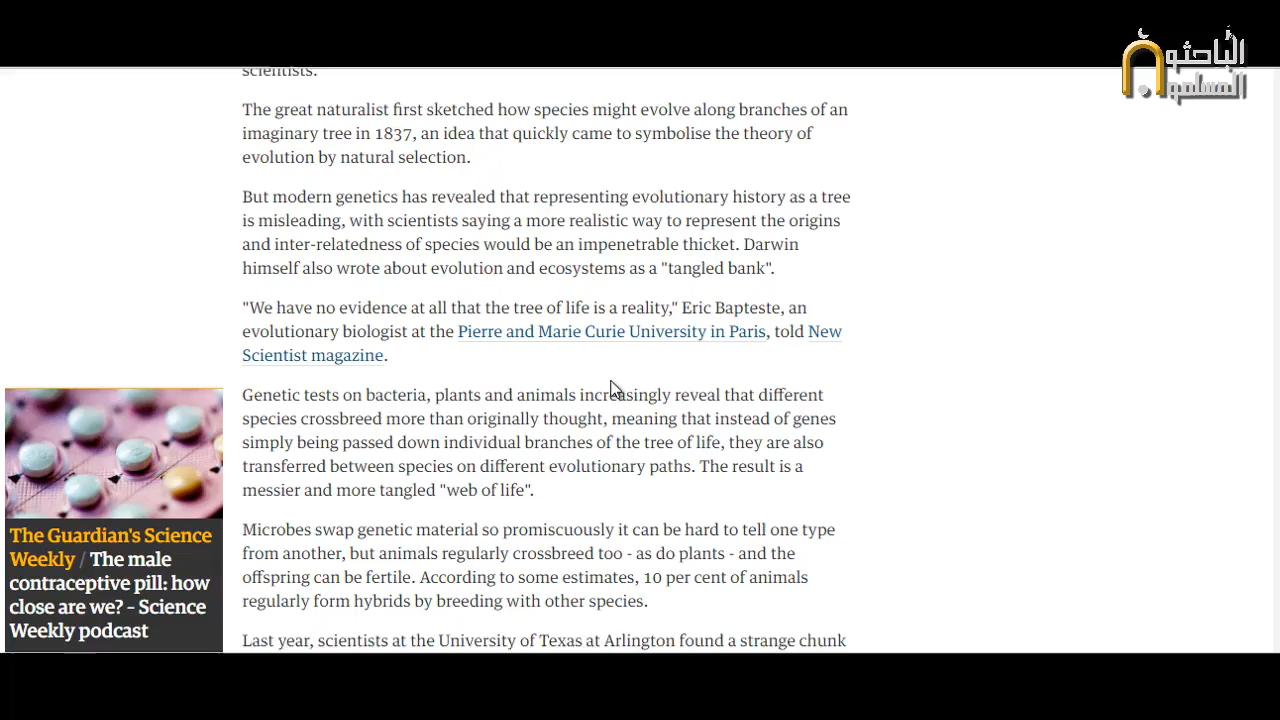 الباحثون
المسلمون
scientists.
The great naturalist first sketched how species might evolve along branches of an
imaginary tree in 1837, an idea that quickly came to symbolise the theory of
evolution by natural selection.
But modern genetics has revealed that representing evolutionary history as a tree
is misleading, with scientists saying a more realistic way to represent the origins
and inter-relatedness of species would be an impenetrable thicket. Darwin
himself also wrote about evolution and ecosystems as a "tangled bank".
"We have no evidence at all that the tree of life is a reality," Eric Bapteste, an
evolutionary biologist at the Pierre and Marie Curie University in Paris, told New
Scientist magazine.
Genetic tests on bacteria, plants and animals increasingly reveal that different
species crossbreed more than originally thought, meaning that instead of genes
simply being passed down individual branches of the tree of life, they are also
transferred between species on different evolutionary paths. The result is a
messier and more tangled "web of life".
Microbes swap genetic material so promiscuously it can be hard to tell one type
from another, but animals regularly crossbreed too - as do plants - and the
offspring can be fertile. According to some estimates, 10 per cent of animals
regularly form hybrids by breeding with other species.
Last year, scientists at the University of Texas at Arlington found a strange chunk
The Guardian's Science
Weekly / The male
contraceptive pill: how
close are we? – Science
Weekly podcast